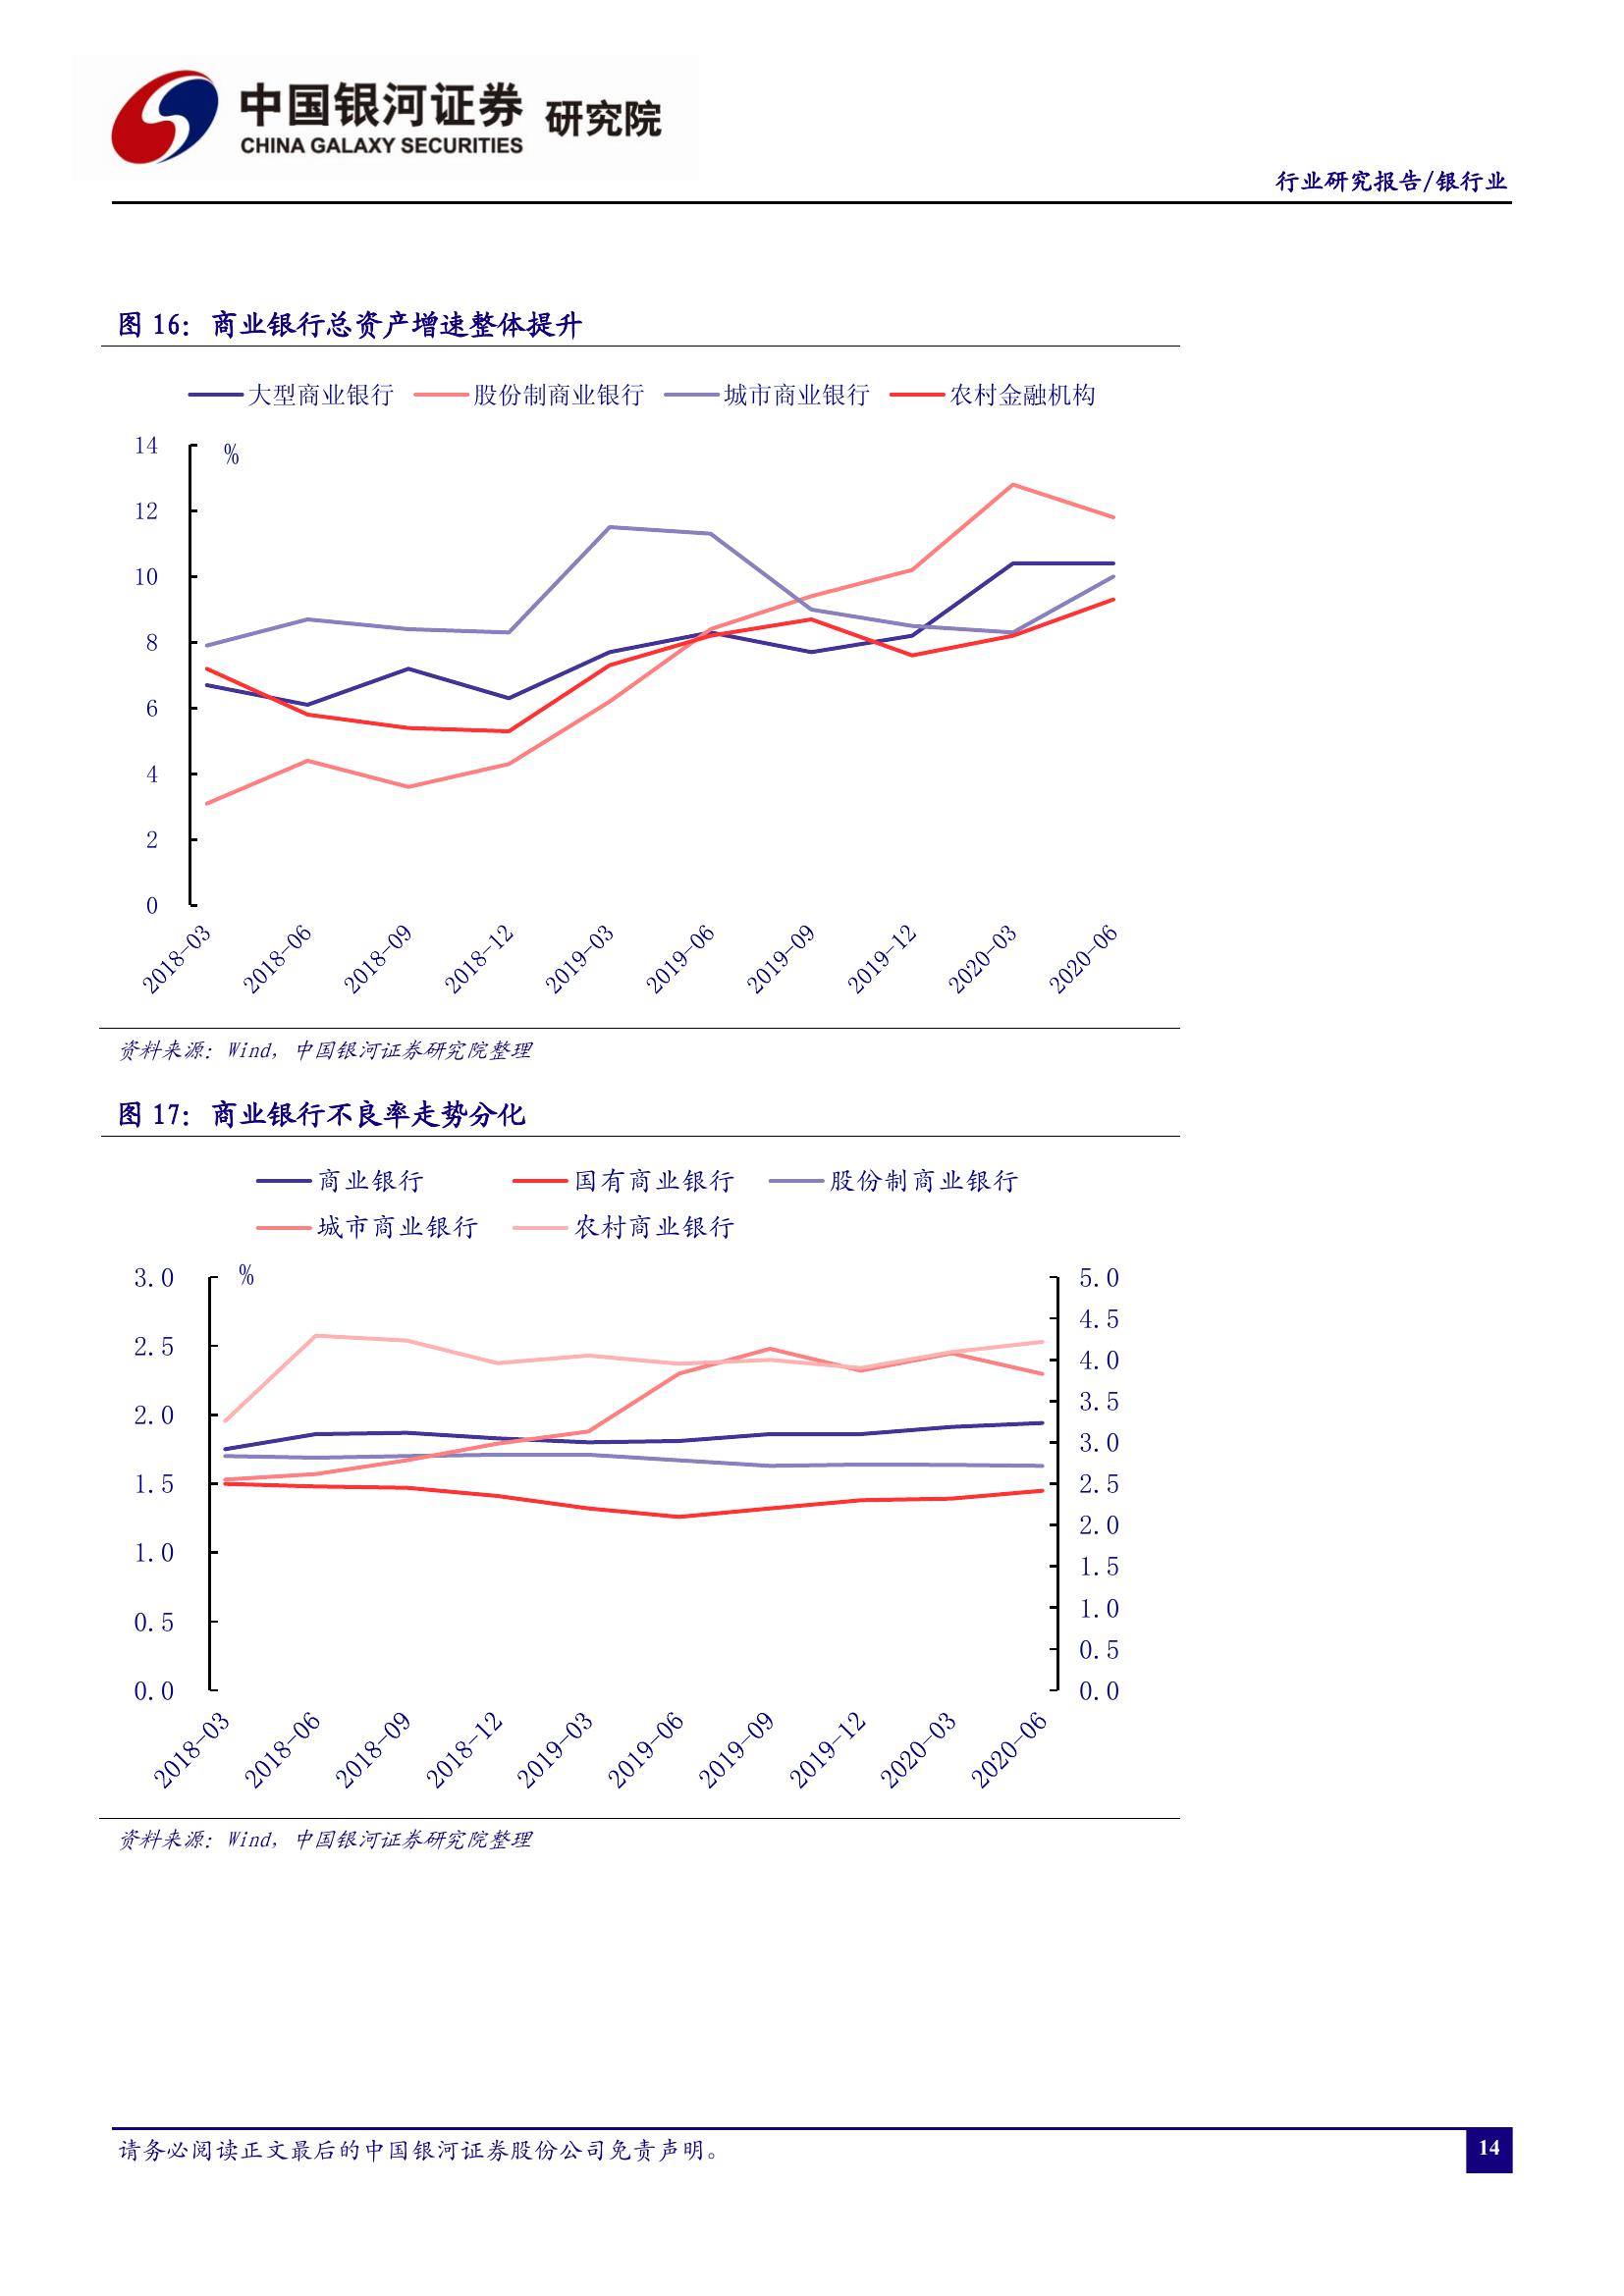 中国银河证券 研究院
CHINA GALAXY SECURITIES
行业研究报告/银行业
图 16：商业银行总资产增速整体提升
大型商业银行 股份制商业银行 城市商业银行 农村金融机构
%
14
12
10
8
6
4
2
0
2018-03 2018-06 2018-09 2018-12 2019-03 2019-06 2019-09 2019-12 2020-03 2020-06
资料来源：Wind，中国银河证券研究院整理
图 17：商业银行不良率走势分化
商业银行 国有商业银行 股份制商业银行
城市商业银行 农村商业银行
%
3.0
2.5
2.0
1.5
1.0
0.5
0.0
5.0
4.5
4.0
3.5
3.0
2.5
2.0
1.5
1.0
0.5
0.0
2018-03 2018-06 2018-09 2018-12 2019-03 2019-06 2019-09 2019-12 2020-03 2020-06
资料来源：Wind，中国银河证券研究院整理
请务必阅读正文最后的中国银河证券股份公司免责声明。
14